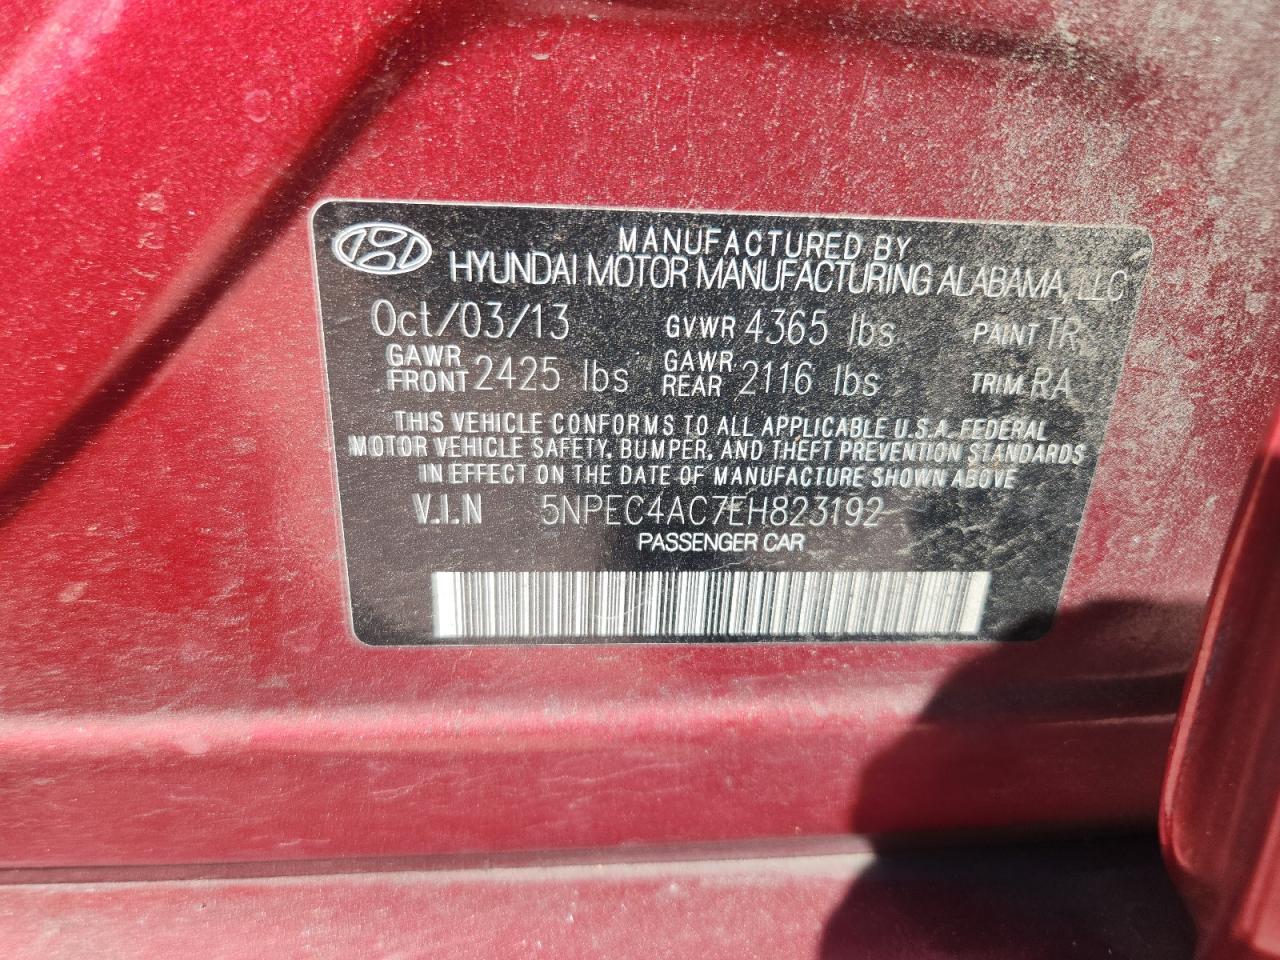 MANUFACTURED BY
HYUNDAI MOTOR MANUFACTURING ALABAMA, LLC
Oct/03/13 GVWR 4365 lbs PAINT TR
GAWR FRONT 2425 lbs GAWR REAR 2116 lbs TRIM RA
THIS VEHICLE CONFORMS TO ALL APPLICABLE U.S.A. FEDERAL
MOTOR VEHICLE SAFETY, BUMPER, AND THEFT PREVENTION STANDARDS
IN EFFECT ON THE DATE OF MANUFACTURE SHOWN ABOVE
V.I.N 5NPEC4AC7EH823192
PASSENGER CAR